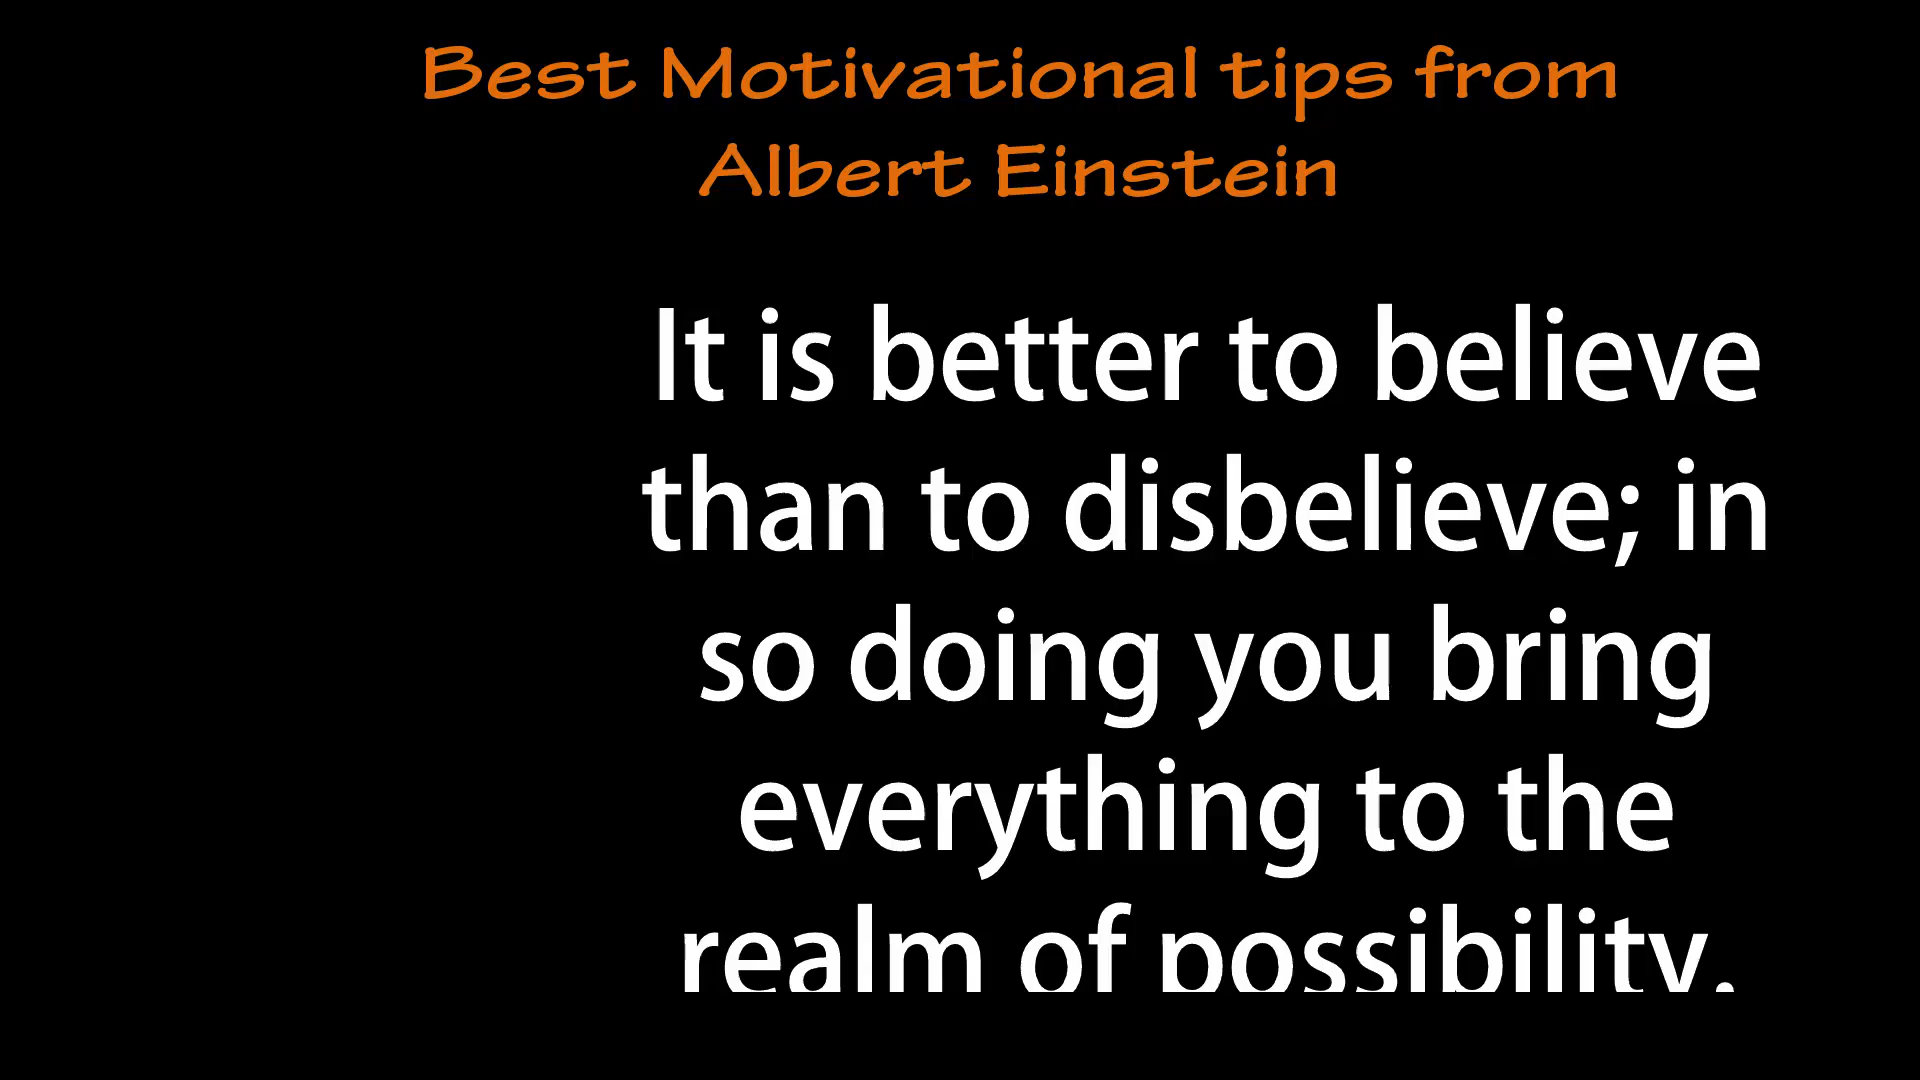 Best Motivational tips from
Albert Einstein
It is better to believe
than to disbelieve; in
so doing you bring
everything to the
realm of possibility.